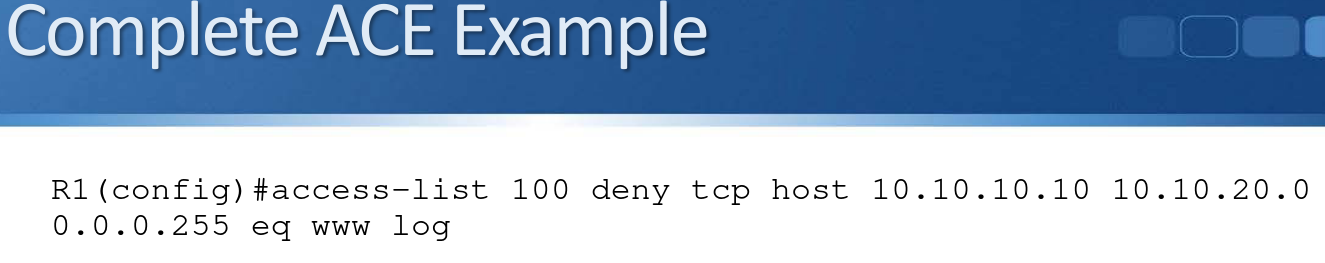 Complete ACE Example
R1(config)#access-list 100 deny tcp host 10.10.10.10 10.10.20.0
0.0.0.255 eq www log